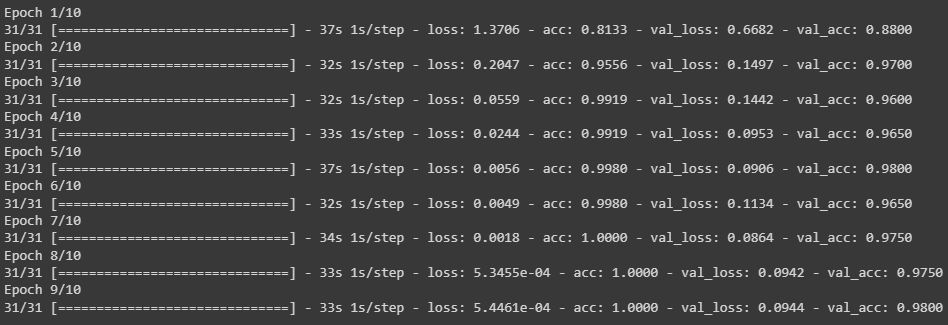 Epoch 1/10
31/31 [==============================] - 37s 1s/step - loss: 1.3706 - acc: 0.8133 - val_loss: 0.6682 - val_acc: 0.8800
Epoch 2/10
31/31 [==============================] - 32s 1s/step - loss: 0.2047 - acc: 0.9556 - val_loss: 0.1497 - val_acc: 0.9700
Epoch 3/10
31/31 [==============================] - 32s 1s/step - loss: 0.0559 - acc: 0.9919 - val_loss: 0.1442 - val_acc: 0.9600
Epoch 4/10
31/31 [==============================] - 33s 1s/step - loss: 0.0244 - acc: 0.9919 - val_loss: 0.0953 - val_acc: 0.9650
Epoch 5/10
31/31 [==============================] - 37s 1s/step - loss: 0.0056 - acc: 0.9980 - val_loss: 0.0906 - val_acc: 0.9800
Epoch 6/10
31/31 [==============================] - 32s 1s/step - loss: 0.0049 - acc: 0.9980 - val_loss: 0.1134 - val_acc: 0.9650
Epoch 7/10
31/31 [==============================] - 34s 1s/step - loss: 0.0018 - acc: 1.0000 - val_loss: 0.0864 - val_acc: 0.9750
Epoch 8/10
31/31 [==============================] - 33s 1s/step - loss: 5.3455e-04 - acc: 1.0000 - val_loss: 0.0942 - val_acc: 0.9750
Epoch 9/10
31/31 [==============================] - 33s 1s/step - loss: 5.4461e-04 - acc: 1.0000 - val_loss: 0.0944 - val_acc: 0.9800